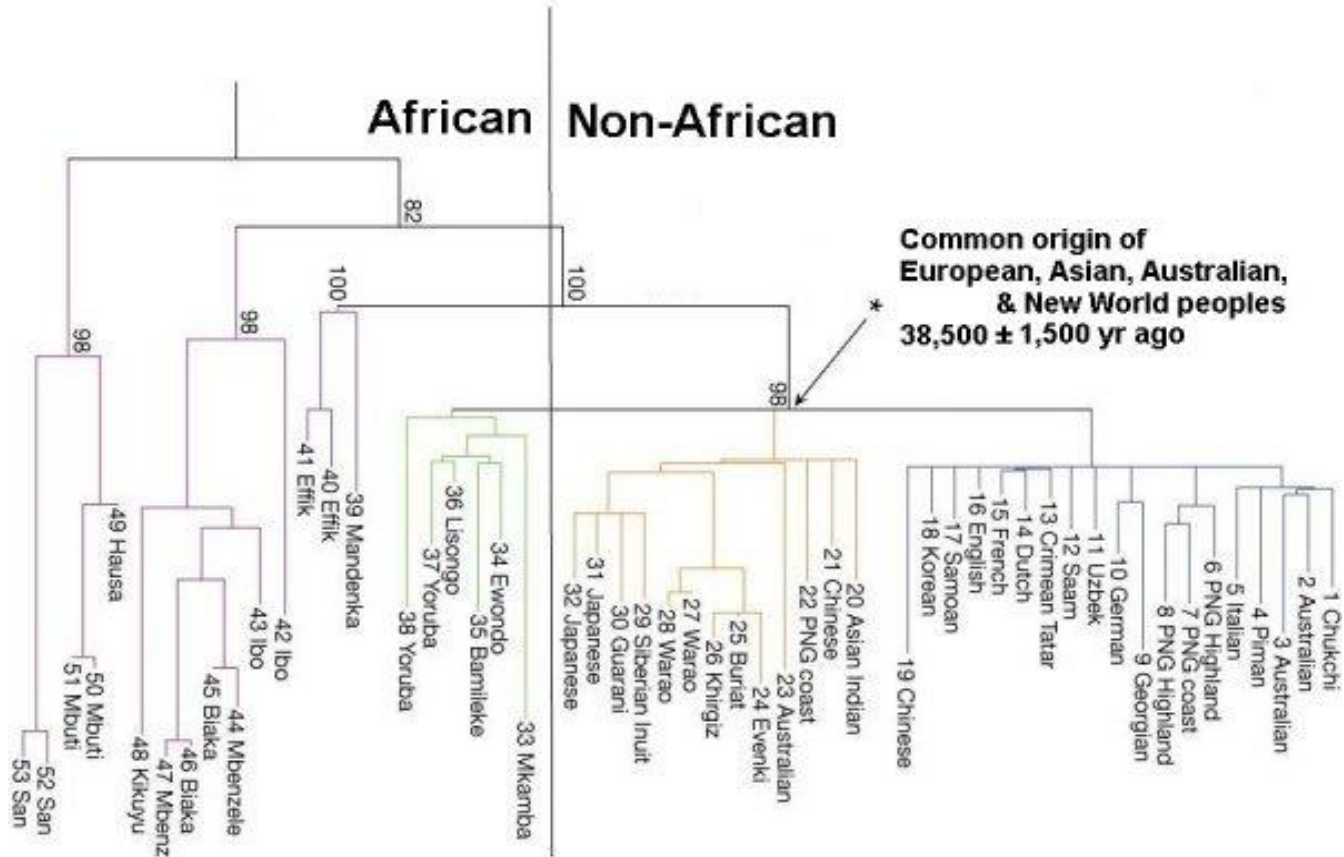 African
Non-African
Common origin of
European, Asian, Australian,
& New World peoples
38,500 ± 1,500 yr ago
*
82
100
100
98
98
98
53 San
52 San
51 Mbuti
50 Mbuti
49 Hausa
48 Kikuyu
47 Mbenz
46 Biaka
45 Biaka
44 Mbenzele
43 Ibo
42 Ibo
41 Effik
40 Effik
39 Mandenka
38 Yoruba
37 Yoruba
36 Lisongo
35 Bamileke
34 Ewondo
33 Mkamba
32 Japanese
31 Japanese
30 Guarani
29 Siberian Inuit
28 Warao
27 Warao
26 Khirgiz
25 Buriat
24 Evenki
23 Australian
22 PNG coast
21 Chinese
20 Asian Indian
19 Chinese
18 Korean
17 Samoan
16 English
15 French
14 Dutch
13 Crimean Tatar
12 Saam
11 Uzbek
10 German
9 Georgian
8 PNG Highland
7 PNG coast
6 PNG Highland
5 Italian
4 Piman
3 Australian
2 Australian
1 Chukchi